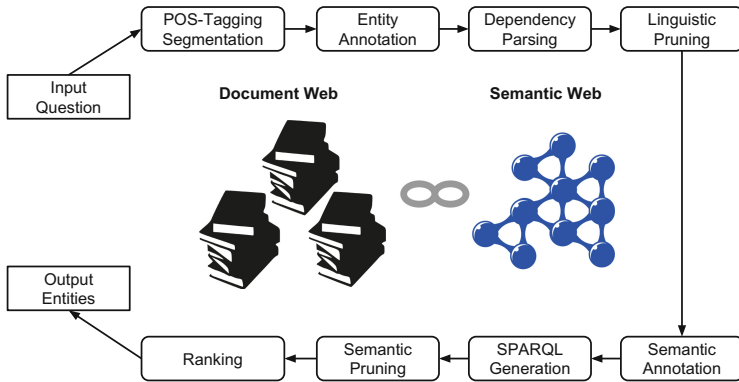 POS-Tagging
Segmentation
Entity
Annotation
Dependency
Parsing
Linguistic
Pruning
Input
Question
Document Web
Semantic Web
Output
Entities
Ranking
Semantic
Pruning
SPARQL
Generation
Semantic
Annotation